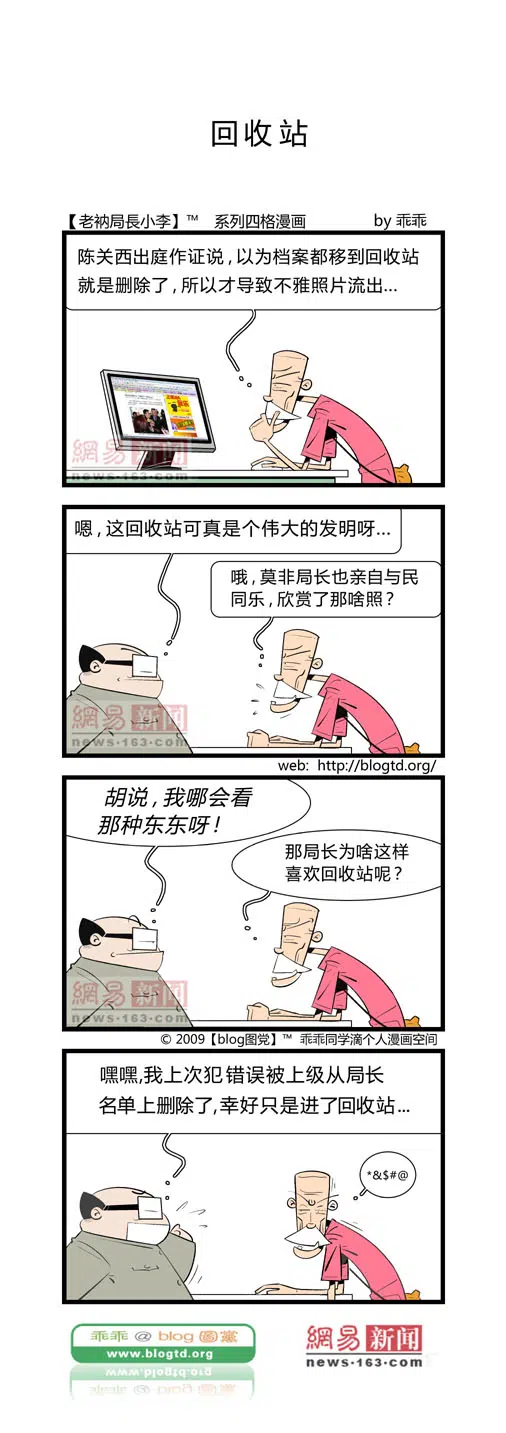 回收站
【老衲局長小李】™ 系列四格漫画 by 乖乖
陈关西出庭作证说，以为档案都移到回收站
就是删除了，所以才导致不雅照片流出...
網易 新闻
news·163·com
嗯，这回收站可真是个伟大的发明呀...
哦，莫非局长也亲自与民
同乐，欣赏了那啥照？
網易 新闻
news·163·com
web: http://blogtd.org/
胡说，我哪会看
那种东东呀！
那局长为啥这样
喜欢回收站呢？
網易 新闻
news·163·com
© 2009【blog图党】™ 乖乖同学滴个人漫画空间
嘿嘿,我上次犯错误被上级从局长
名单上删除了,幸好只是进了回收站...
*&$#@
乖乖 @ blog 圖黨
www.blogtd.org
網易 新闻
news·163·com